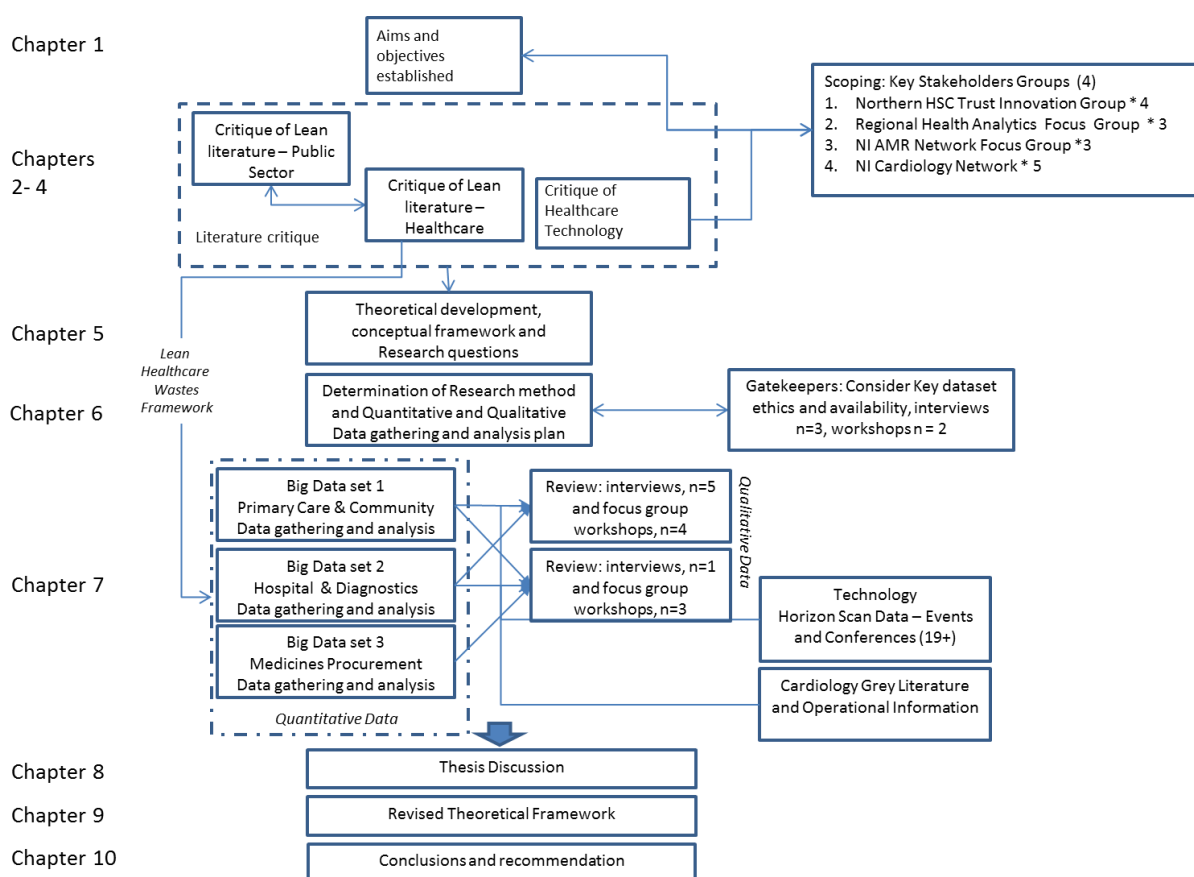 Chapter 1
Aims and
objectives
established
Scoping: Key Stakeholders Groups (4)
1. Northern HSC Trust Innovation Group * 4
2. Regional Health Analytics Focus Group * 3
3. NI AMR Network Focus Group *3
4. NI Cardiology Network * 5
Chapters
2- 4
Critique of Lean
literature – Public
Sector
Critique of Lean
literature –
Healthcare
Critique of
Healthcare
Technology
Literature critique
Chapter 5
Theoretical development,
conceptual framework and
Research questions
Lean
Healthcare
Wastes
Framework
Chapter 6
Determination of Research method
and Quantitative and Qualitative
Data gathering and analysis plan
Gatekeepers: Consider Key dataset
ethics and availability, interviews
n=3, workshops n = 2
Chapter 7
Big Data set 1
Primary Care & Community
Data gathering and analysis
Big Data set 2
Hospital & Diagnostics
Data gathering and analysis
Big Data set 3
Medicines Procurement
Data gathering and analysis
Quantitative Data
Review: interviews, n=5
and focus group
workshops, n=4
Review: interviews, n=1
and focus group
workshops, n=3
Qualitative Data
Technology
Horizon Scan Data – Events
and Conferences (19+)
Cardiology Grey Literature
and Operational Information
Chapter 8
Thesis Discussion
Chapter 9
Revised Theoretical Framework
Chapter 10
Conclusions and recommendation